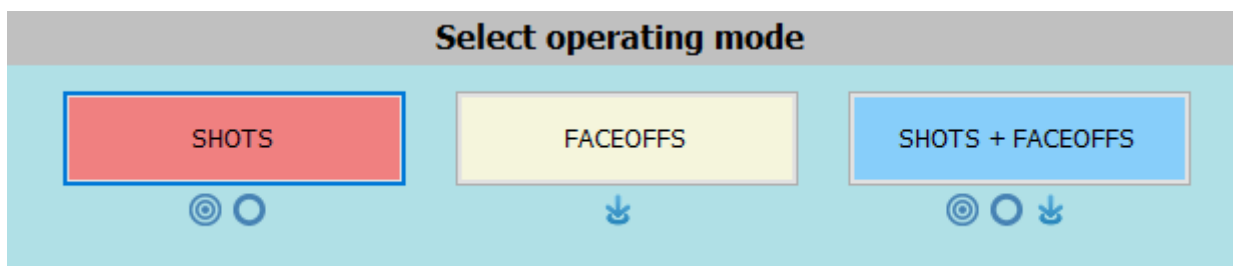 Select operating mode
SHOTS
FACEOFFS
SHOTS + FACEOFFS